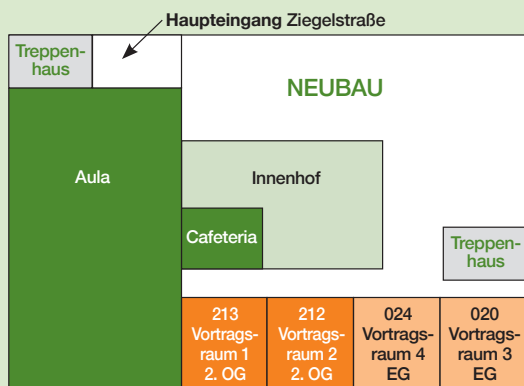 Haupteingang Ziegelstraße
Treppen-
haus
NEUBAU
Aula
Innenhof
Cafeteria
Treppen-
haus
213
Vortrags-
raum 1
2. OG
212
Vortrags-
raum 2
2. OG
024
Vortrags-
raum 4
EG
020
Vortrags-
raum 3
EG